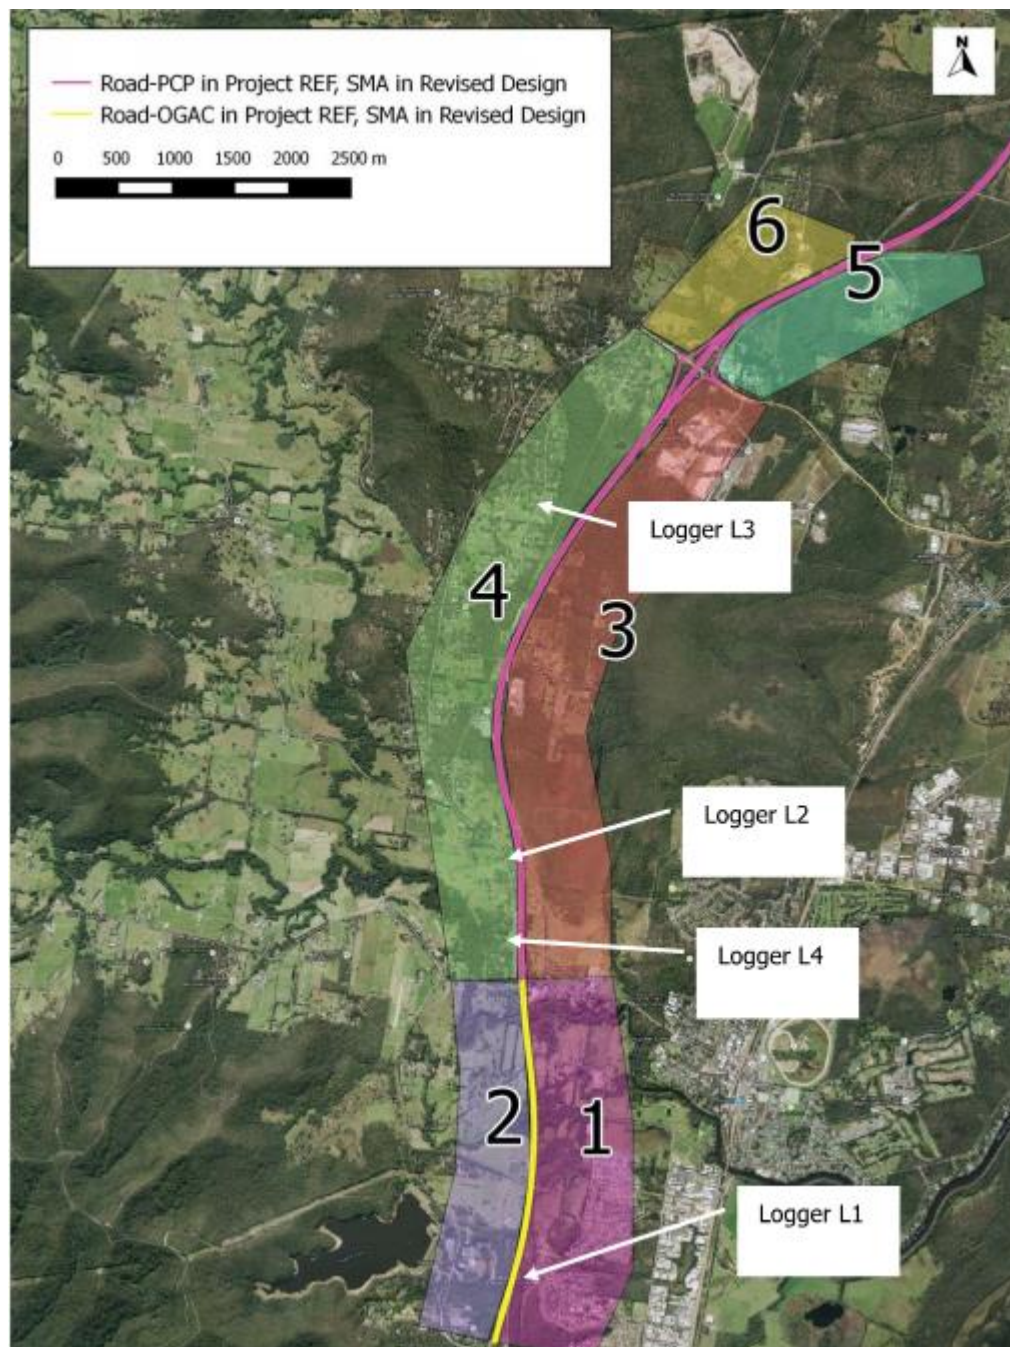 N
Road-PCP in Project REF, SMA in Revised Design
Road-OGAC in Project REF, SMA in Revised Design
0 500 1000 1500 2000 2500 m
6
5
Logger L3
4
3
Logger L2
Logger L4
2
1
Logger L1